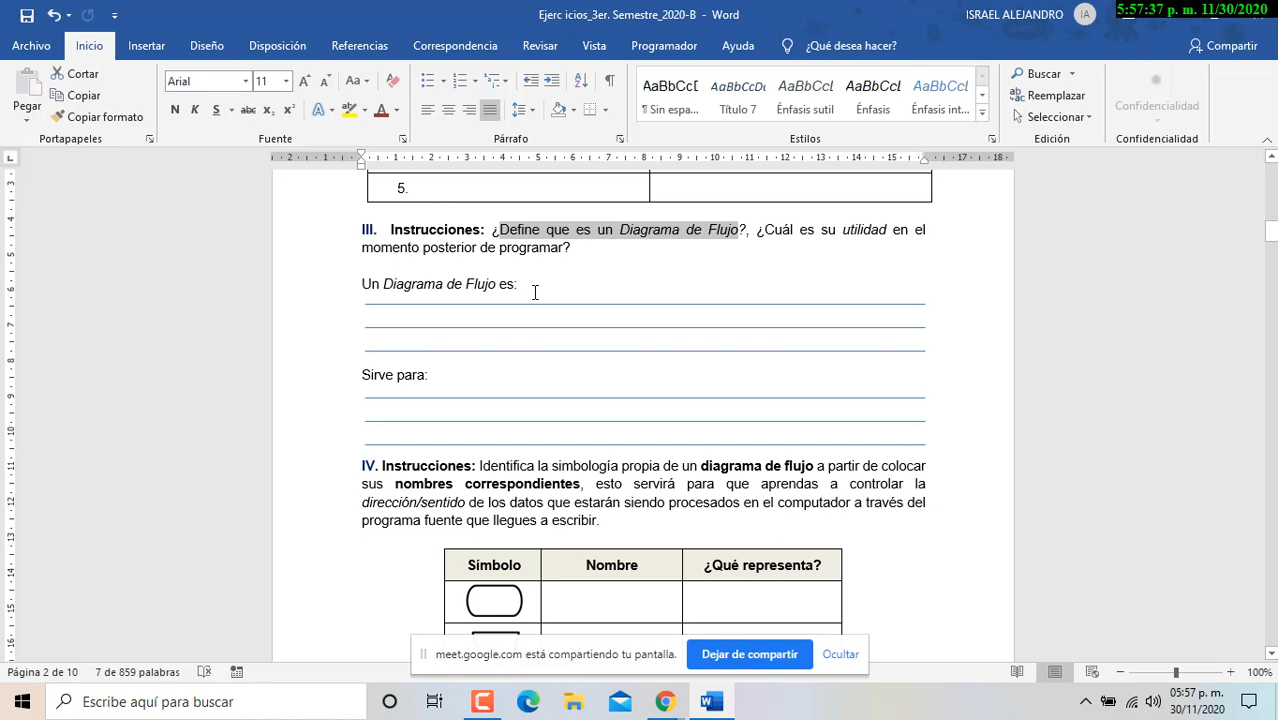 5:57:37 p. m. 11/30/2020
Ejerc icios_3er. Semestre_2020-B - Word
ISRAEL ALEJANDRO
IA
Archivo Inicio Insertar Diseño Disposición Referencias Correspondencia Revisar Vista Programador Ayuda ¿Qué desea hacer? Compartir
Pegar
Cortar
Copiar
Copiar formato
Portapapeles
Arial 11
Fuente
Párrafo
AaBbCcD AaBbCcDc AaBbCcDd AaBbCcDd AaBbCcDd
¶ Sin espa... Título 7 Énfasis sutil Énfasis Énfasis int...
Estilos
Buscar
Reemplazar
Seleccionar
Edición
Confidencialidad
Confidencialidad
5.
III. Instrucciones: ¿Define que es un Diagrama de Flujo?, ¿Cuál es su utilidad en el
momento posterior de programar?
Un Diagrama de Flujo es:
Sirve para:
IV. Instrucciones: Identifica la simbología propia de un diagrama de flujo a partir de colocar
sus nombres correspondientes, esto servirá para que aprendas a controlar la
dirección/sentido de los datos que estarán siendo procesados en el computador a través del
programa fuente que llegues a escribir.
Símbolo Nombre ¿Qué representa?
meet.google.com está compartiendo tu pantalla. Dejar de compartir Ocultar
Página 2 de 10 7 de 859 palabras 100%
Escribe aquí para buscar
05:57 p. m.
30/11/2020